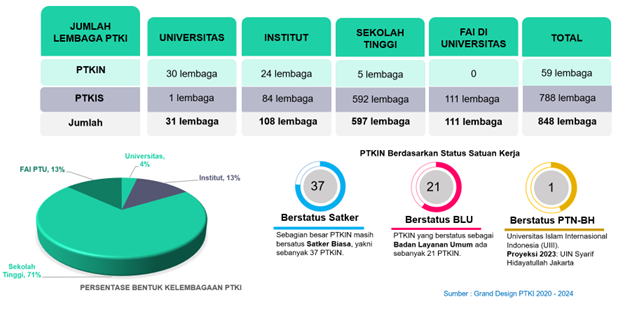 JUMLAH
LEMBAGA PTKI
UNIVERSITAS
INSTITUT
SEKOLAH
TINGGI
FAI DI
UNIVERSITAS
TOTAL
PTKIN
30 lembaga
24 lembaga
5 lembaga
0
59 lembaga
PTKIS
1 lembaga
84 lembaga
592 lembaga
111 lembaga
788 lembaga
Jumlah
31 lembaga
108 lembaga
597 lembaga
111 lembaga
848 lembaga
Universitas,
4%
FAI PTU, 13%
Institut, 13%
Sekolah
Tinggi, 71%
PERSENTASE BENTUK KELEMBAGAAN PTKI
PTKIN Berdasarkan Status Satuan Kerja
37
Berstatus Satker
Sebagian besar PTKIN masih
bersatus Satker Biasa, yakni
sebanyak 37 PTKIN.
21
Berstatus BLU
PTKIN yang berstatus sebagai
Badan Layanan Umum ada
sebanyak 21 PTKIN.
1
Berstatus PTN-BH
Universitas Islam Internasional
Indonesia (UIII).
Proyeksi 2023: UIN Syarif
Hidayatullah Jakarta
Sumber : Grand Design PTKI 2020 - 2024